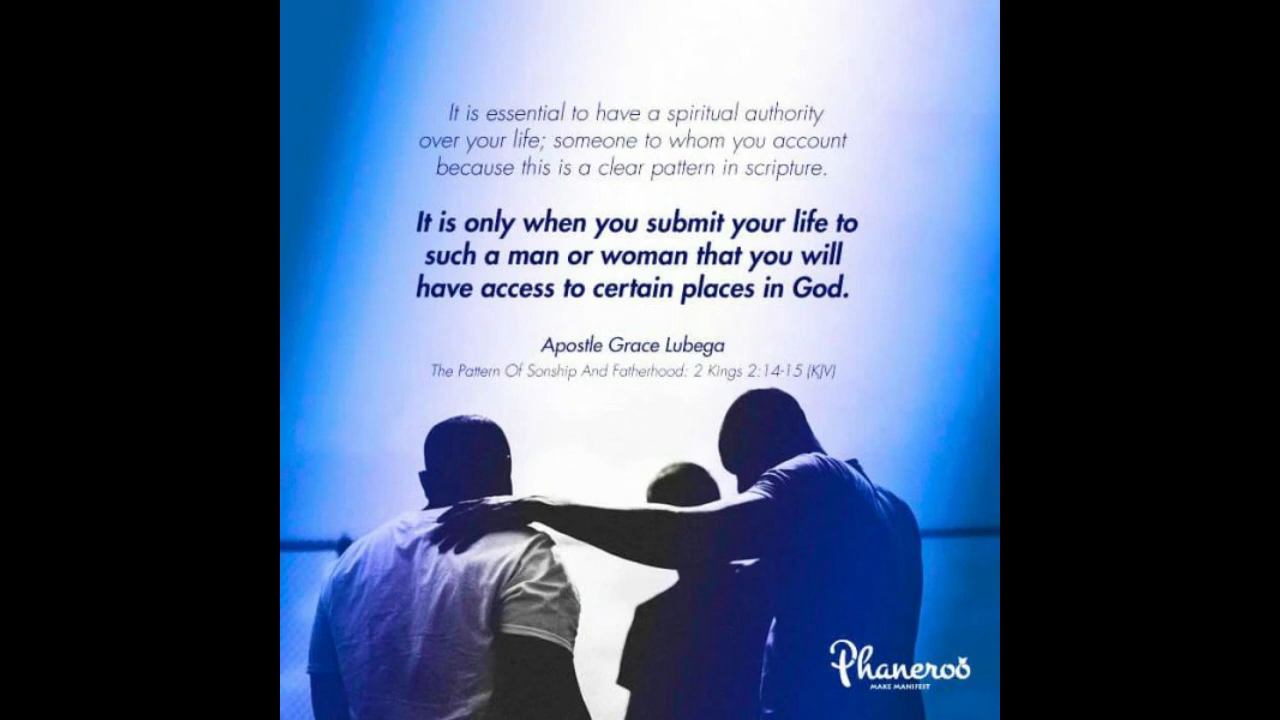 It is essential to have a spiritual authority
over your life; someone to whom you account
because this is a clear pattern in scripture.
It is only when you submit your life to
such a man or woman that you will
have access to certain places in God.
Apostle Grace Lubega
The Pattern Of Sonship And Fatherhood: 2 Kings 2:14-15 (KJV)
Phaneroo
MAKE MANIFEST